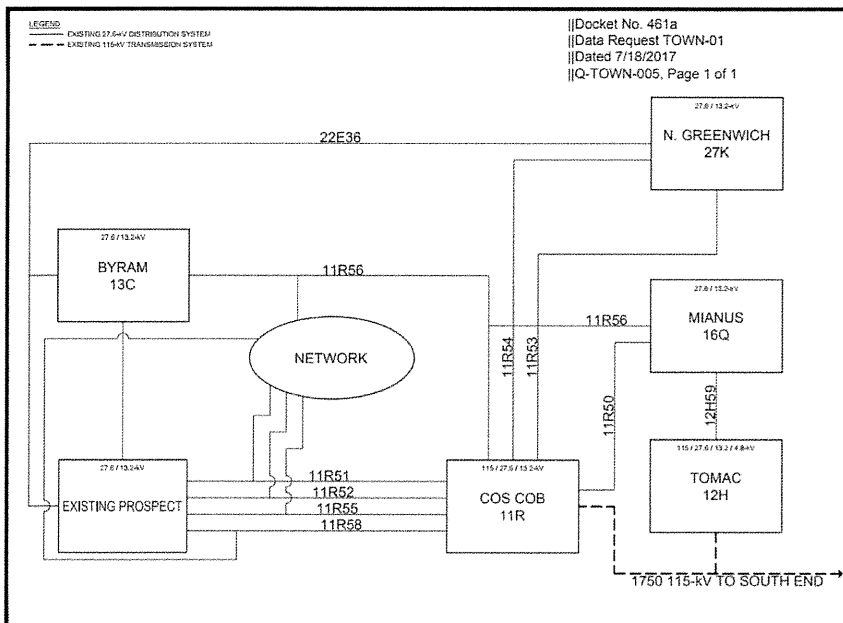 LEGEND
EXISTING 27.6-kV DISTRIBUTION SYSTEM
EXISTING 115-kV TRANSMISSION SYSTEM
||Docket No. 461a
||Data Request TOWN-01
||Dated 7/18/2017
||Q-TOWN-005, Page 1 of 1
27.6 / 13.2-kV
N. GREENWICH
27K
22E36
27.6 / 13.2-kV
BYRAM
13C
11R56
27.6 / 13.2-kV
MIANUS
16Q
11R56
NETWORK
11R54
11R53
11R50
12H59
27.6 / 13.2-kV
EXISTING PROSPECT
11R51
11R52
11R55
11R58
115 / 27.6 / 13.2-kV
COS COB
11R
115 / 27.6 / 13.2 / 4.8-kV
TOMAC
12H
1750 115-kV TO SOUTH END